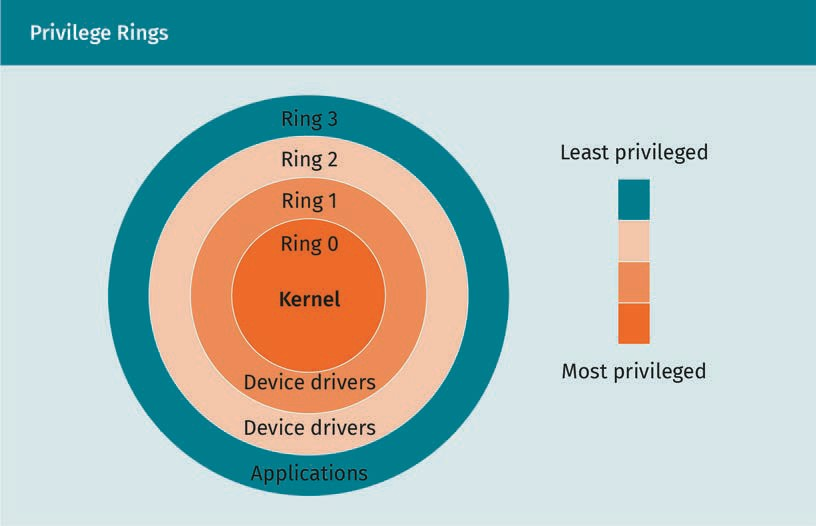 Privilege Rings
Ring 3
Ring 2
Ring 1
Ring 0
Kernel
Device drivers
Device drivers
Applications
Least privileged
Most privileged